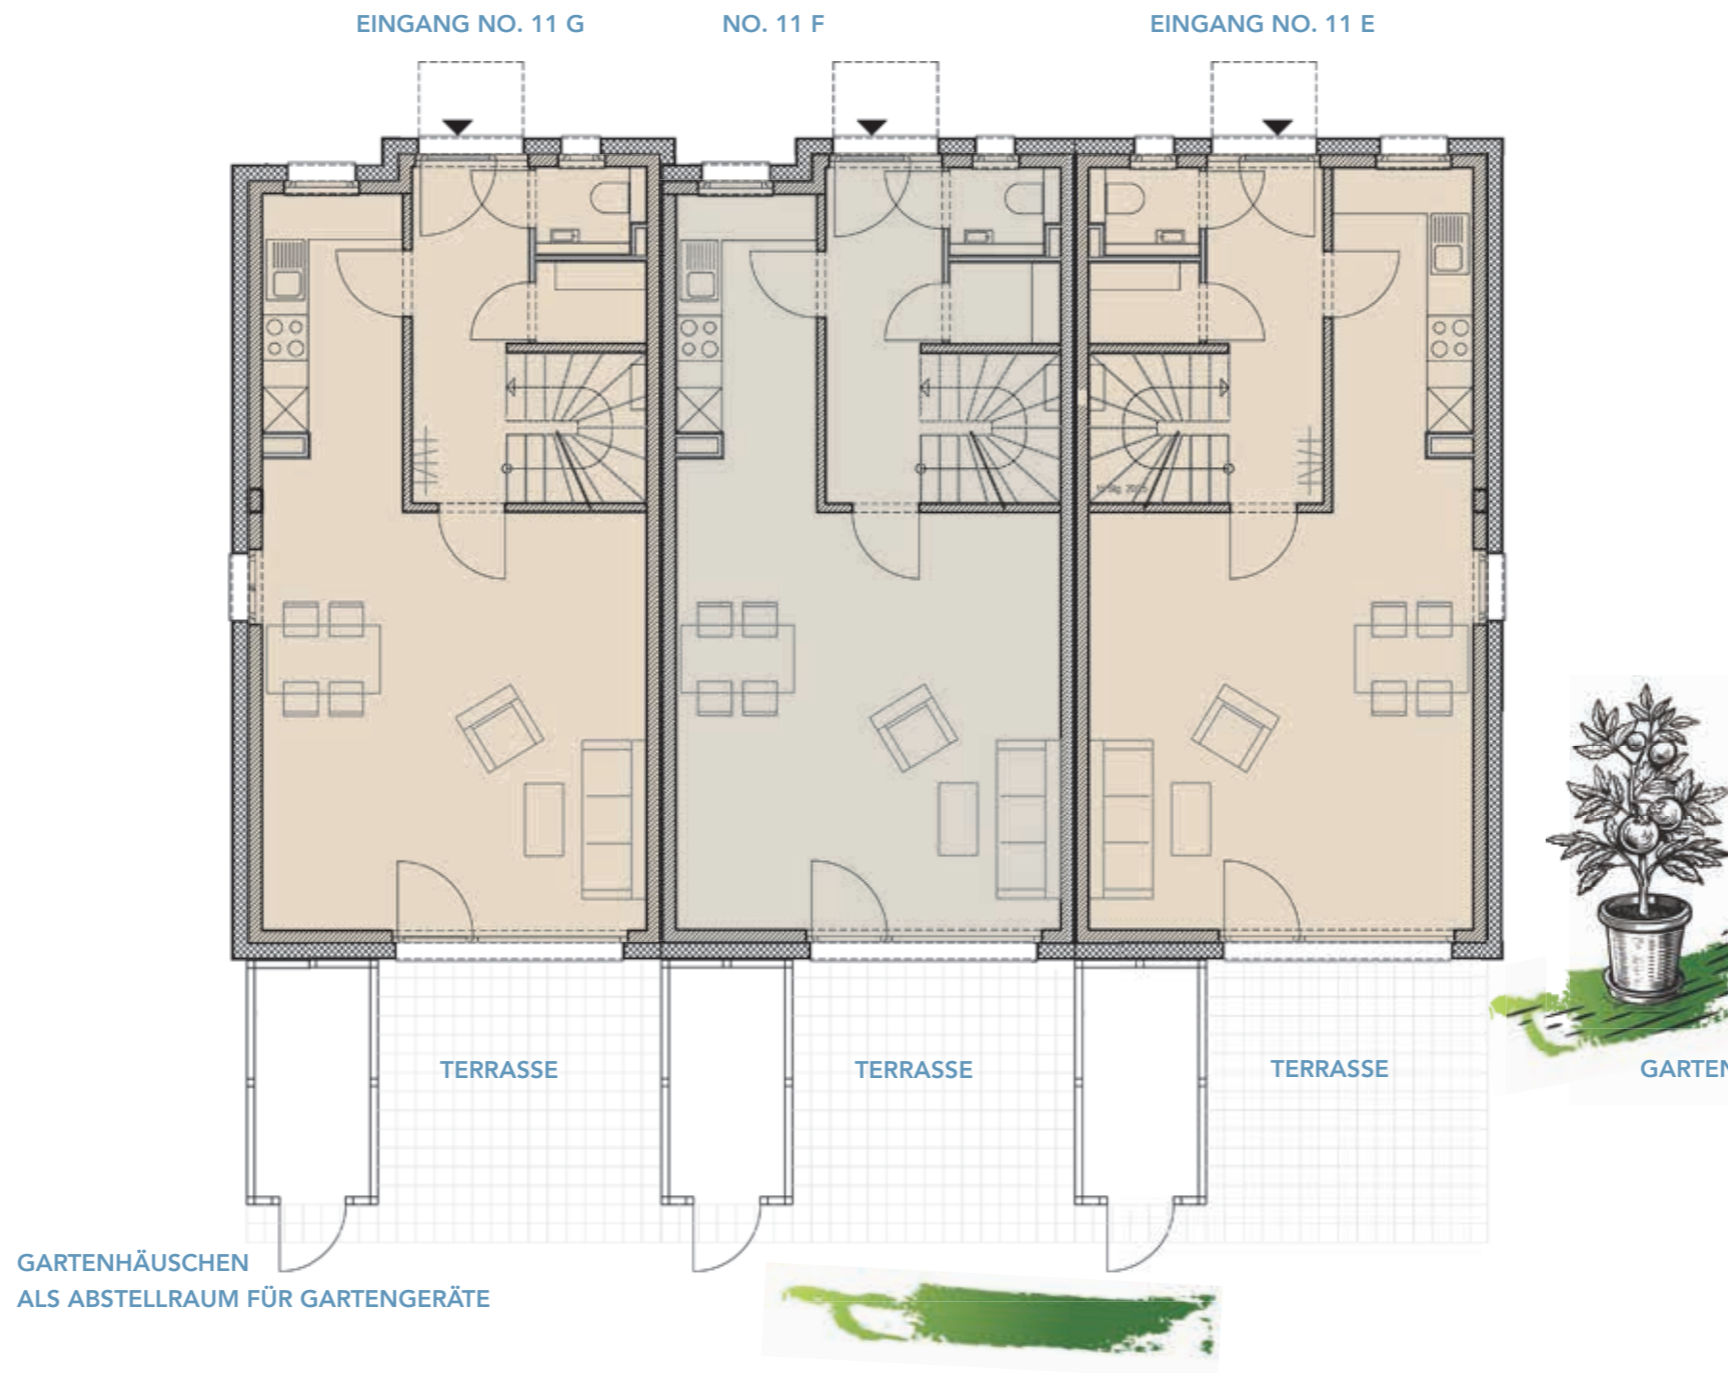 EINGANG NO. 11 G
NO. 11 F
EINGANG NO. 11 E
TERRASSE
TERRASSE
TERRASSE
GARTEN
GARTENHÄUSCHEN
ALS ABSTELLRAUM FÜR GARTENGERÄTE